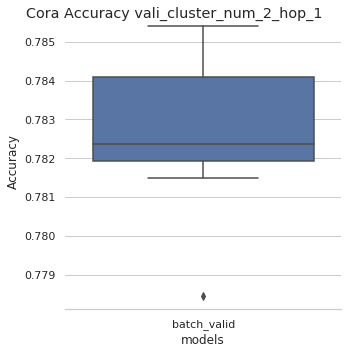 Cora Accuracy vali_cluster_num_2_hop_1
0.785
0.784
0.783
0.782
0.781
0.780
0.779
Accuracy
batch_valid
models